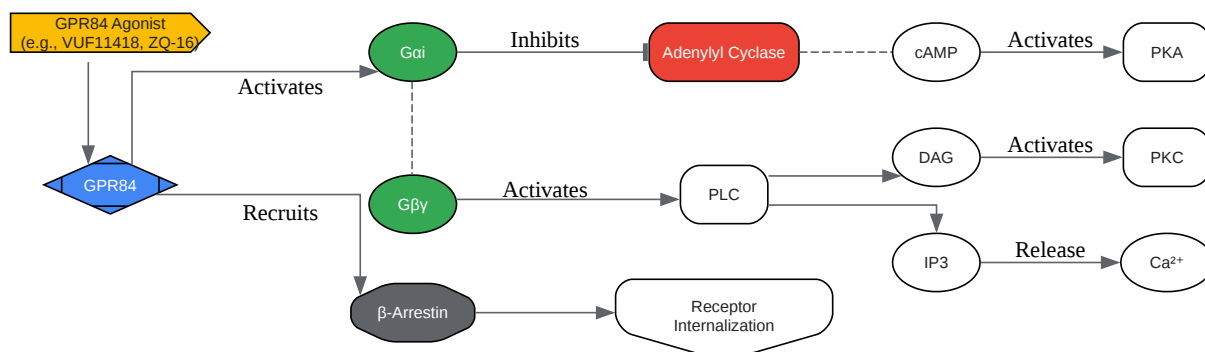 GPR84 Agonist
(e.g., VUF11418, ZQ-16)
Gαi
Inhibits
Adenylyl Cyclase
cAMP
Activates
PKA
Activates
GPR84
Recruits
Gβγ
Activates
PLC
DAG
Activates
PKC
IP3
Release
Ca²⁺
β-Arrestin
Receptor
Internalization